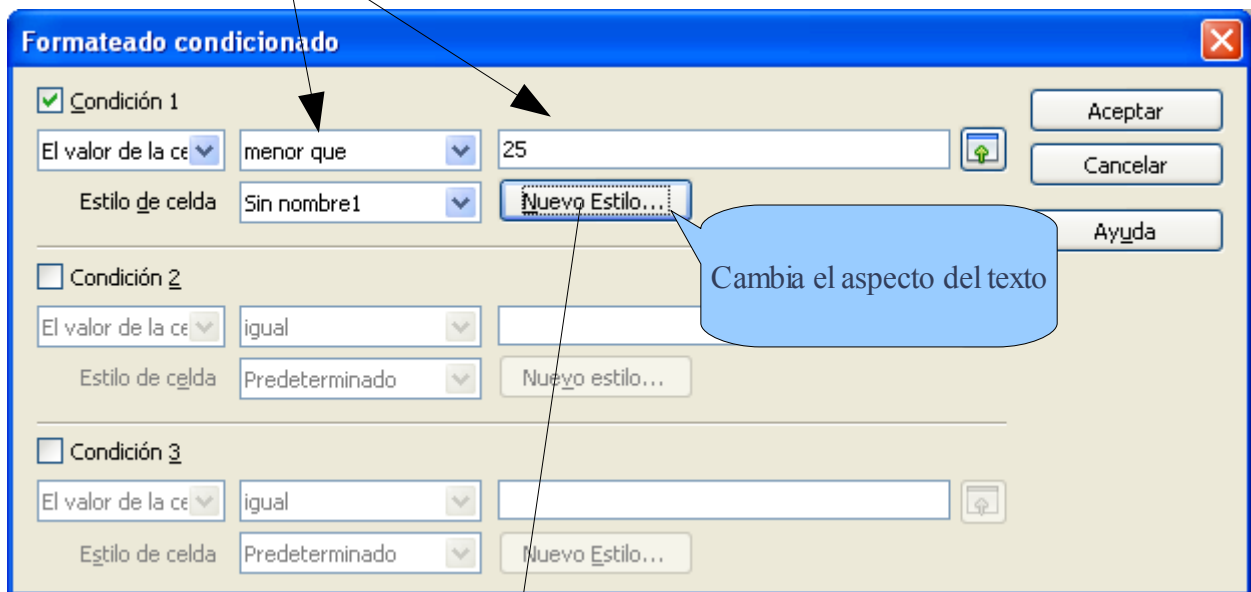 Formateado condicionado
Condición 1
Aceptar
El valor de la ce menor que 25
Cancelar
Estilo de celda Sin nombre1 Nuevo Estilo...
Ayuda
Cambia el aspecto del texto
Condición 2
El valor de la ce igual
Estilo de celda Predeterminado Nuevo estilo...
Condición 3
El valor de la ce igual
Estilo de celda Predeterminado Nuevo Estilo...